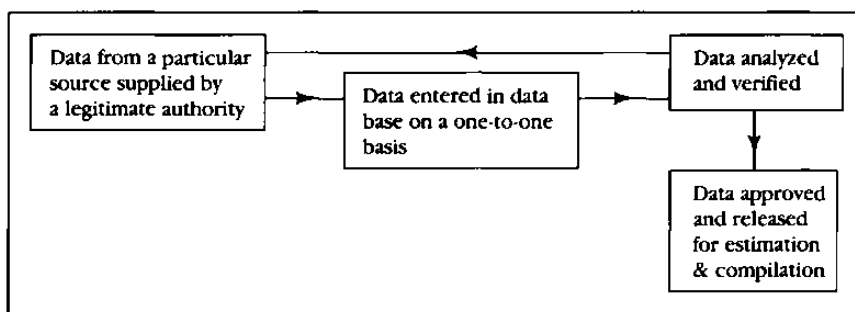 Data from a particular
source supplied by
a legitimate authority
Data entered in data
base on a one-to-one
basis
Data analyzed
and verified
Data approved
and released
for estimation
& compilation